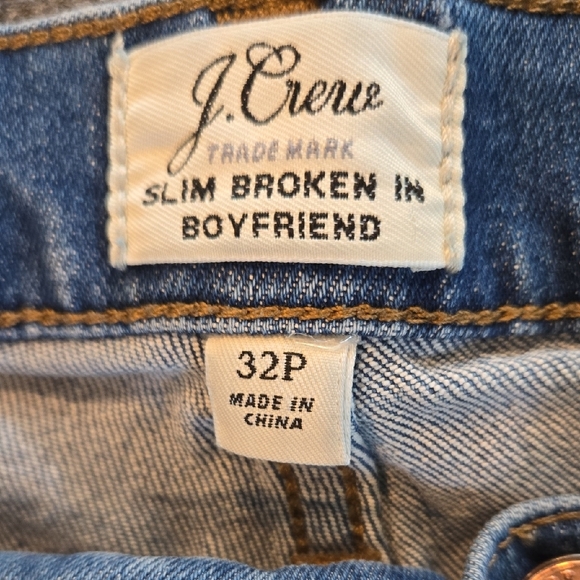 J.Crew
TRADE MARK
SLIM BROKEN IN
BOYFRIEND
32P
MADE IN
CHINA